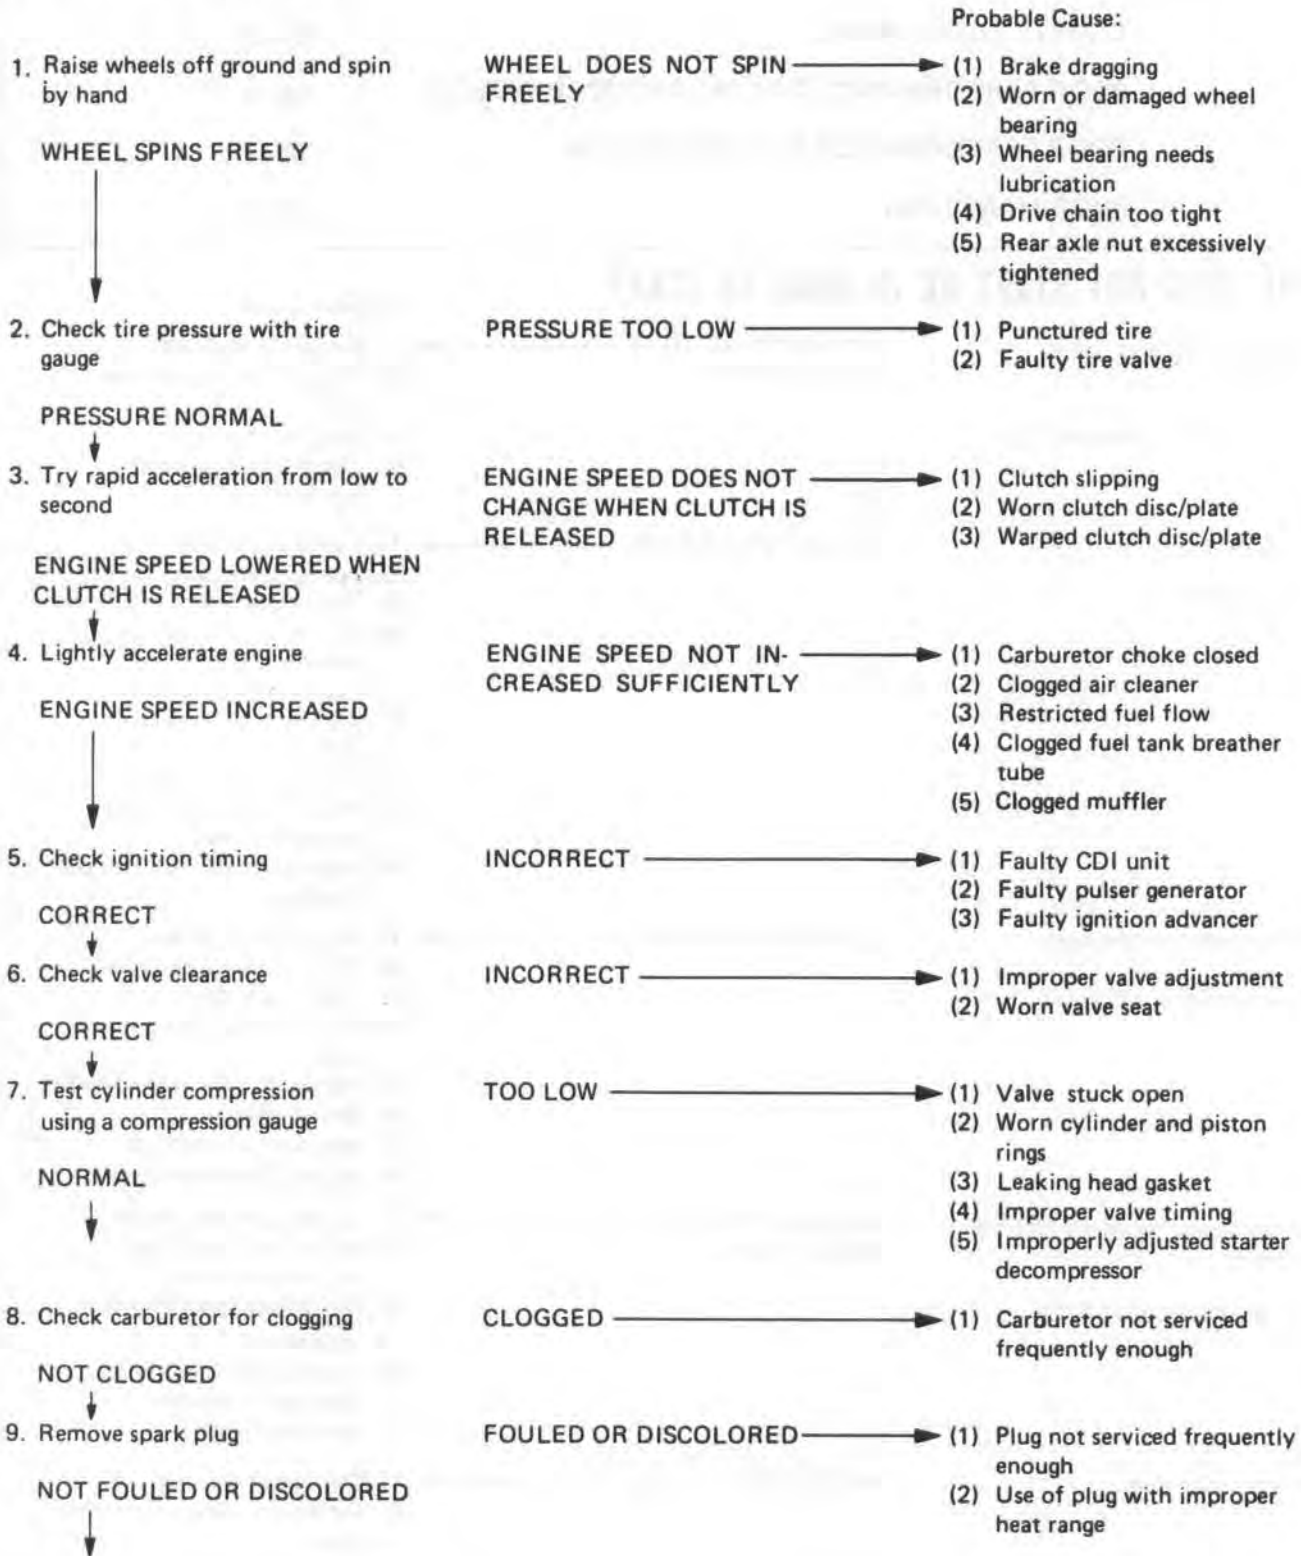 Probable Cause:
1. Raise wheels off ground and spin by hand
WHEEL DOES NOT SPIN FREELY
(1) Brake dragging
(2) Worn or damaged wheel bearing
(3) Wheel bearing needs lubrication
(4) Drive chain too tight
(5) Rear axle nut excessively tightened
WHEEL SPINS FREELY
2. Check tire pressure with tire gauge
PRESSURE TOO LOW
(1) Punctured tire
(2) Faulty tire valve
PRESSURE NORMAL
3. Try rapid acceleration from low to second
ENGINE SPEED DOES NOT CHANGE WHEN CLUTCH IS RELEASED
(1) Clutch slipping
(2) Worn clutch disc/plate
(3) Warped clutch disc/plate
ENGINE SPEED LOWERED WHEN CLUTCH IS RELEASED
4. Lightly accelerate engine
ENGINE SPEED NOT IN-
CREASED SUFFICIENTLY
(1) Carburetor choke closed
(2) Clogged air cleaner
(3) Restricted fuel flow
(4) Clogged fuel tank breather tube
(5) Clogged muffler
ENGINE SPEED INCREASED
5. Check ignition timing
INCORRECT
(1) Faulty CDI unit
(2) Faulty pulser generator
(3) Faulty ignition advancer
CORRECT
6. Check valve clearance
INCORRECT
(1) Improper valve adjustment
(2) Worn valve seat
CORRECT
7. Test cylinder compression using a compression gauge
TOO LOW
(1) Valve stuck open
(2) Worn cylinder and piston rings
(3) Leaking head gasket
(4) Improper valve timing
(5) Improperly adjusted starter decompressor
NORMAL
8. Check carburetor for clogging
CLOGGED
(1) Carburetor not serviced frequently enough
NOT CLOGGED
9. Remove spark plug
FOULED OR DISCOLORED
(1) Plug not serviced frequently enough
(2) Use of plug with improper heat range
NOT FOULED OR DISCOLORED